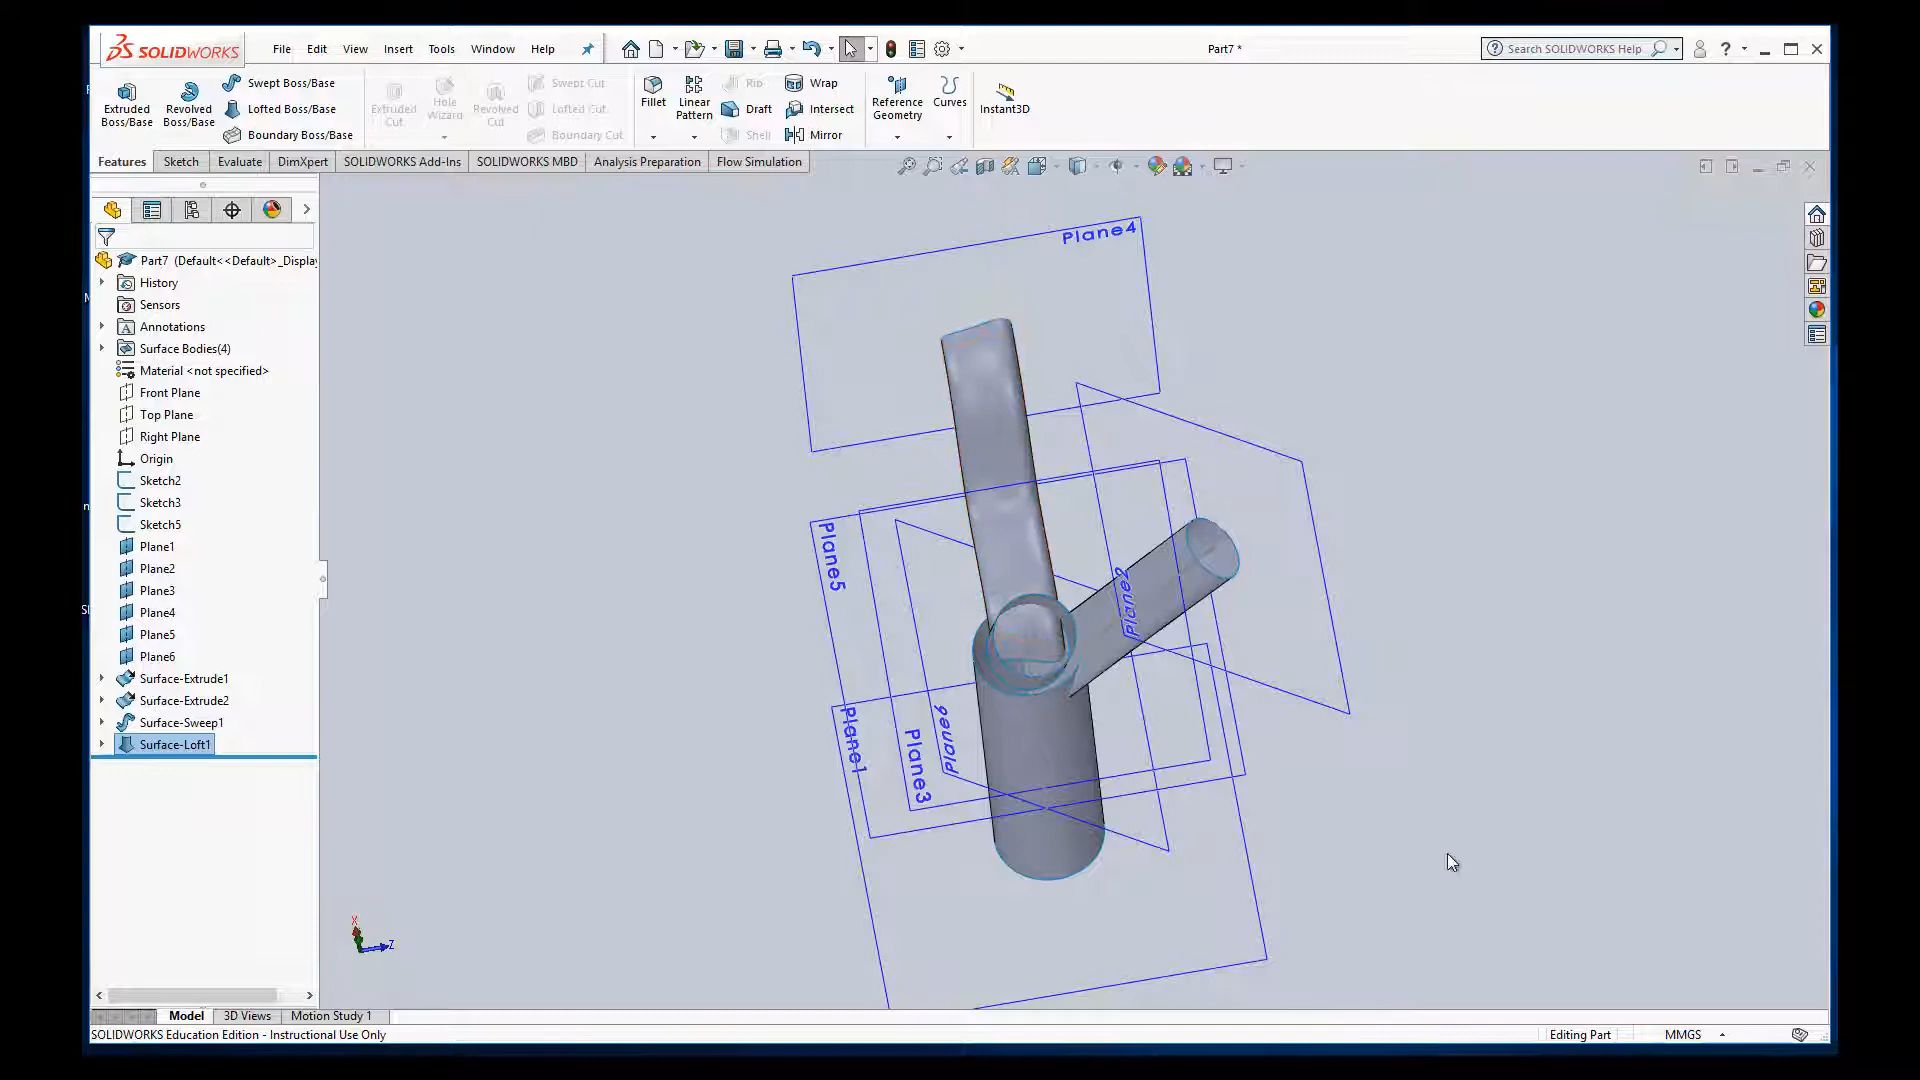 SOLIDWORKS
File Edit View Insert Tools Window Help
Part7 *
Search SOLIDWORKS Help
Extruded Boss/Base
Revolved Boss/Base
Swept Boss/Base
Lofted Boss/Base
Boundary Boss/Base
Extruded Cut
Hole Wizard
Revolved Cut
Swept Cut
Lofted Cut
Boundary Cut
Fillet
Linear Pattern
Rib
Draft
Shell
Wrap
Intersect
Mirror
Reference Geometry
Curves
Instant3D
Features Sketch Evaluate DimXpert SOLIDWORKS Add-Ins SOLIDWORKS MBD Analysis Preparation Flow Simulation
Part7 (Default<<Default>_Display
History
Sensors
Annotations
Surface Bodies(4)
Material <not specified>
Front Plane
Top Plane
Right Plane
Origin
Sketch2
Sketch3
Sketch5
Plane1
Plane2
Plane3
Plane4
Plane5
Plane6
Surface-Extrude1
Surface-Extrude2
Surface-Sweep1
Surface-Loft1
Plane4
Plane5
Plane2
Plane1
Plane3
Plane6
X
Z
Model 3D Views Motion Study 1
SOLIDWORKS Education Edition - Instructional Use Only
Editing Part
MMGS